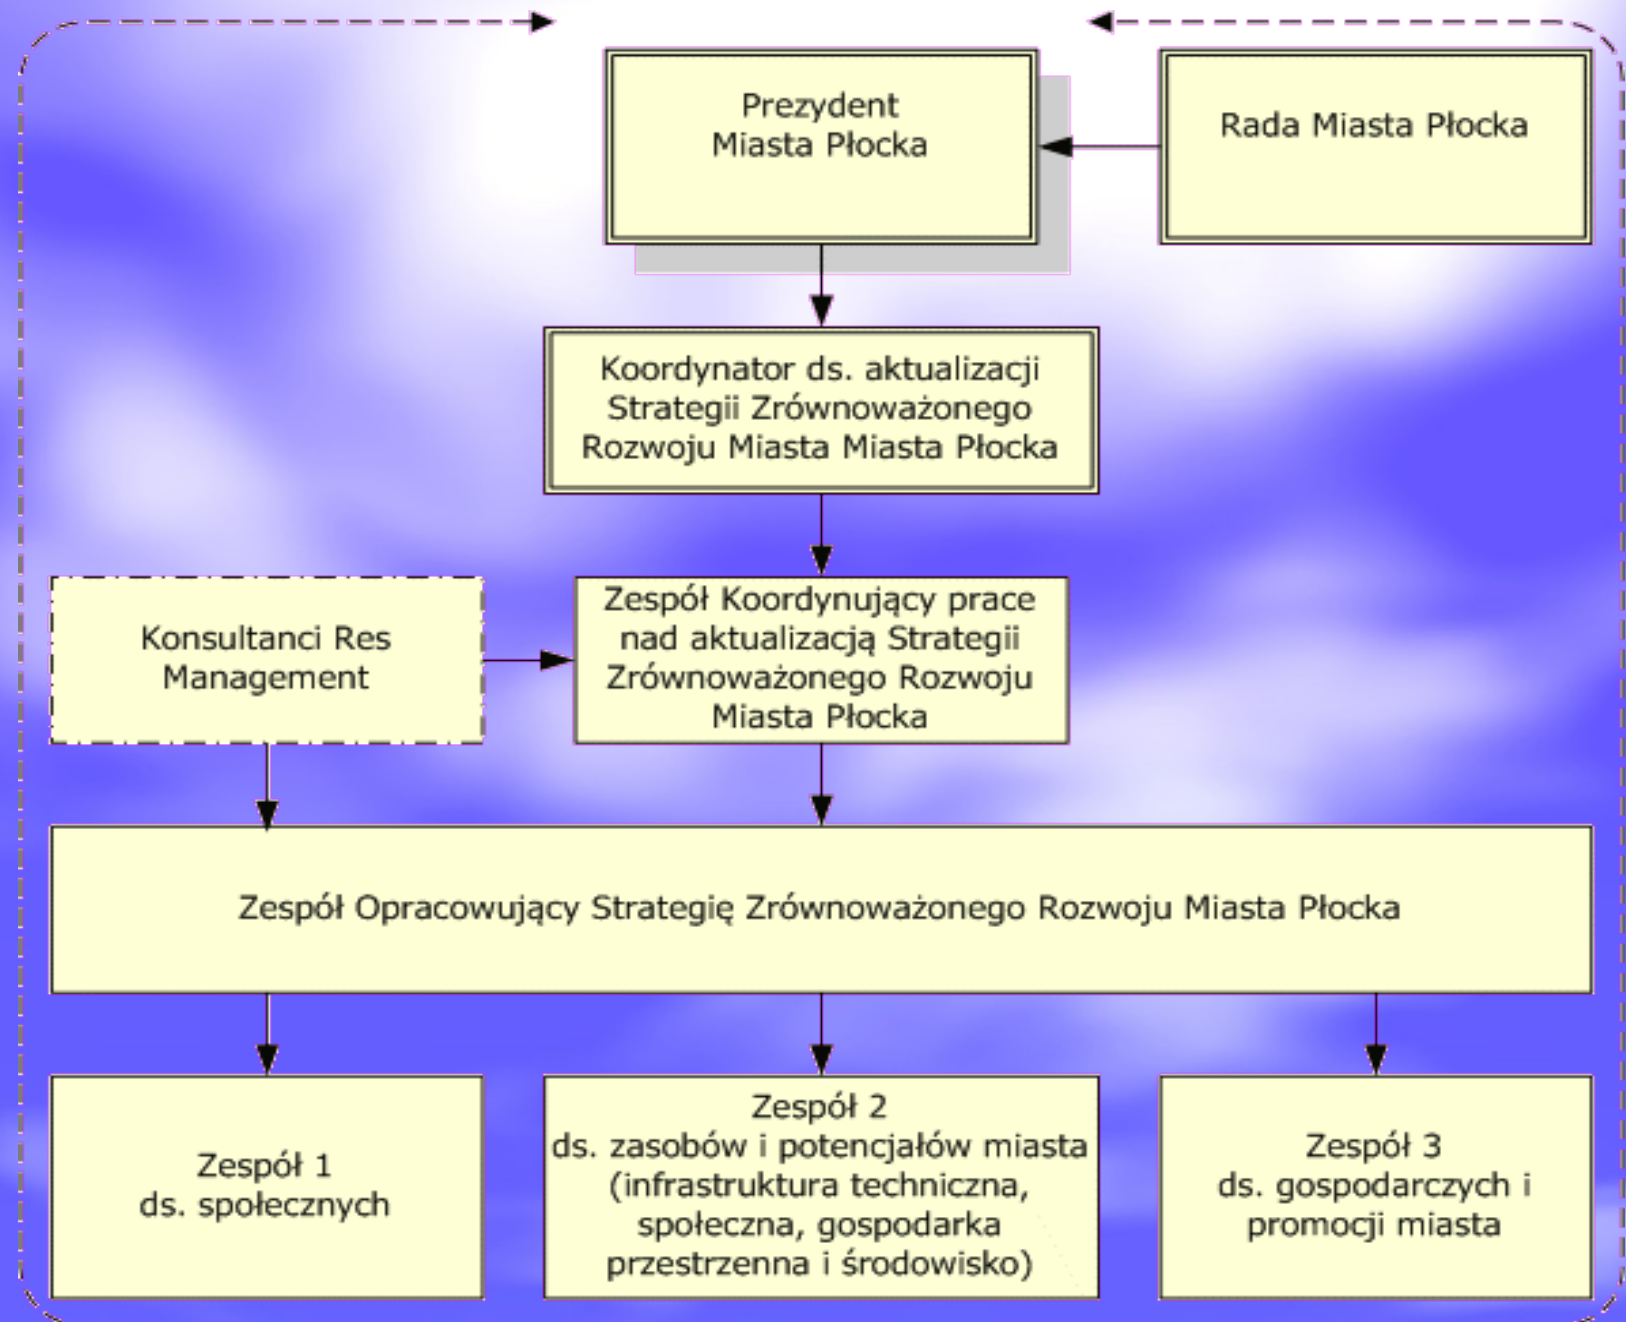 Prezydent
Miasta Płocka
Rada Miasta Płocka
Koordynator ds. aktualizacji
Strategii Zrównoważonego
Rozwoju Miasta Miasta Płocka
Konsultanci Res
Management
Zespół Koordynujący prace
nad aktualizacją Strategii
Zrównoważonego Rozwoju
Miasta Płocka
Zespół Opracowujący Strategię Zrównoważonego Rozwoju Miasta Płocka
Zespół 1
ds. społecznych
Zespół 2
ds. zasobów i potencjałów miasta
(infrastruktura techniczna,
społeczna, gospodarka
przestrzenna i środowisko)
Zespół 3
ds. gospodarczych i
promocji miasta